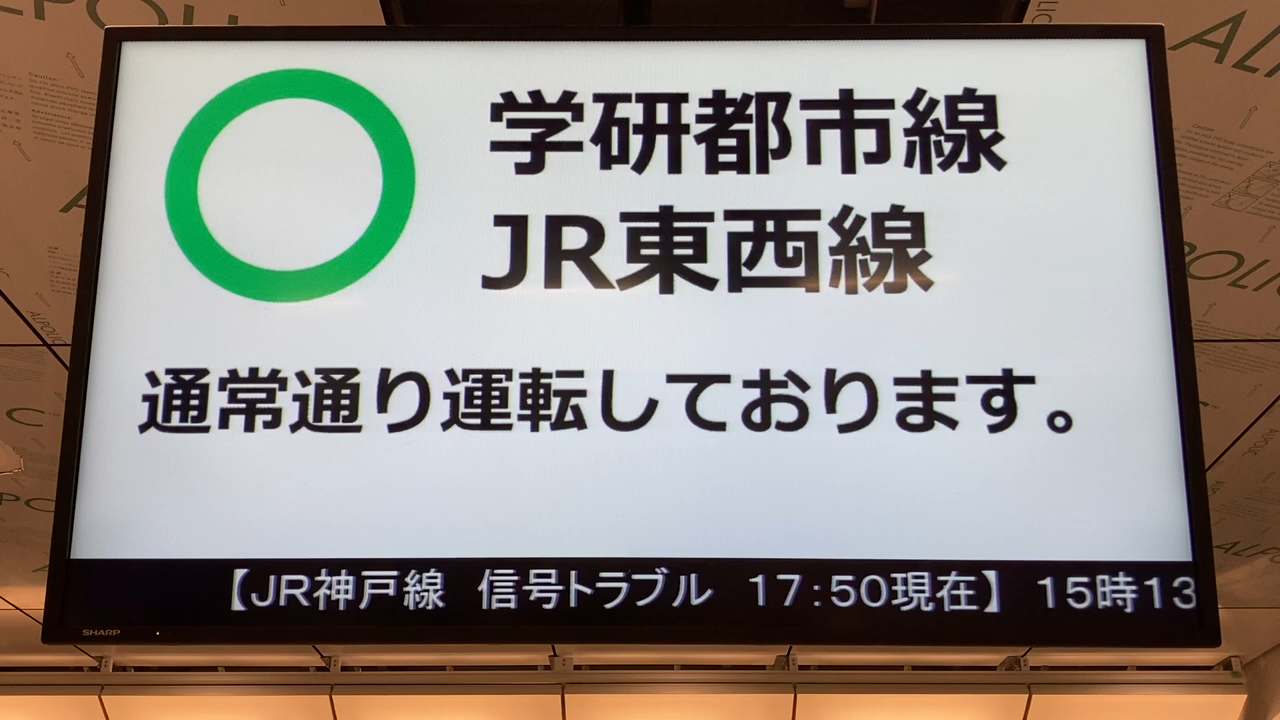 学研都市線
JR東西線
通常通り運転しております。
【JR神戸線 信号トラブル 17:50現在】 15時13
SHARP
ALPOLIC